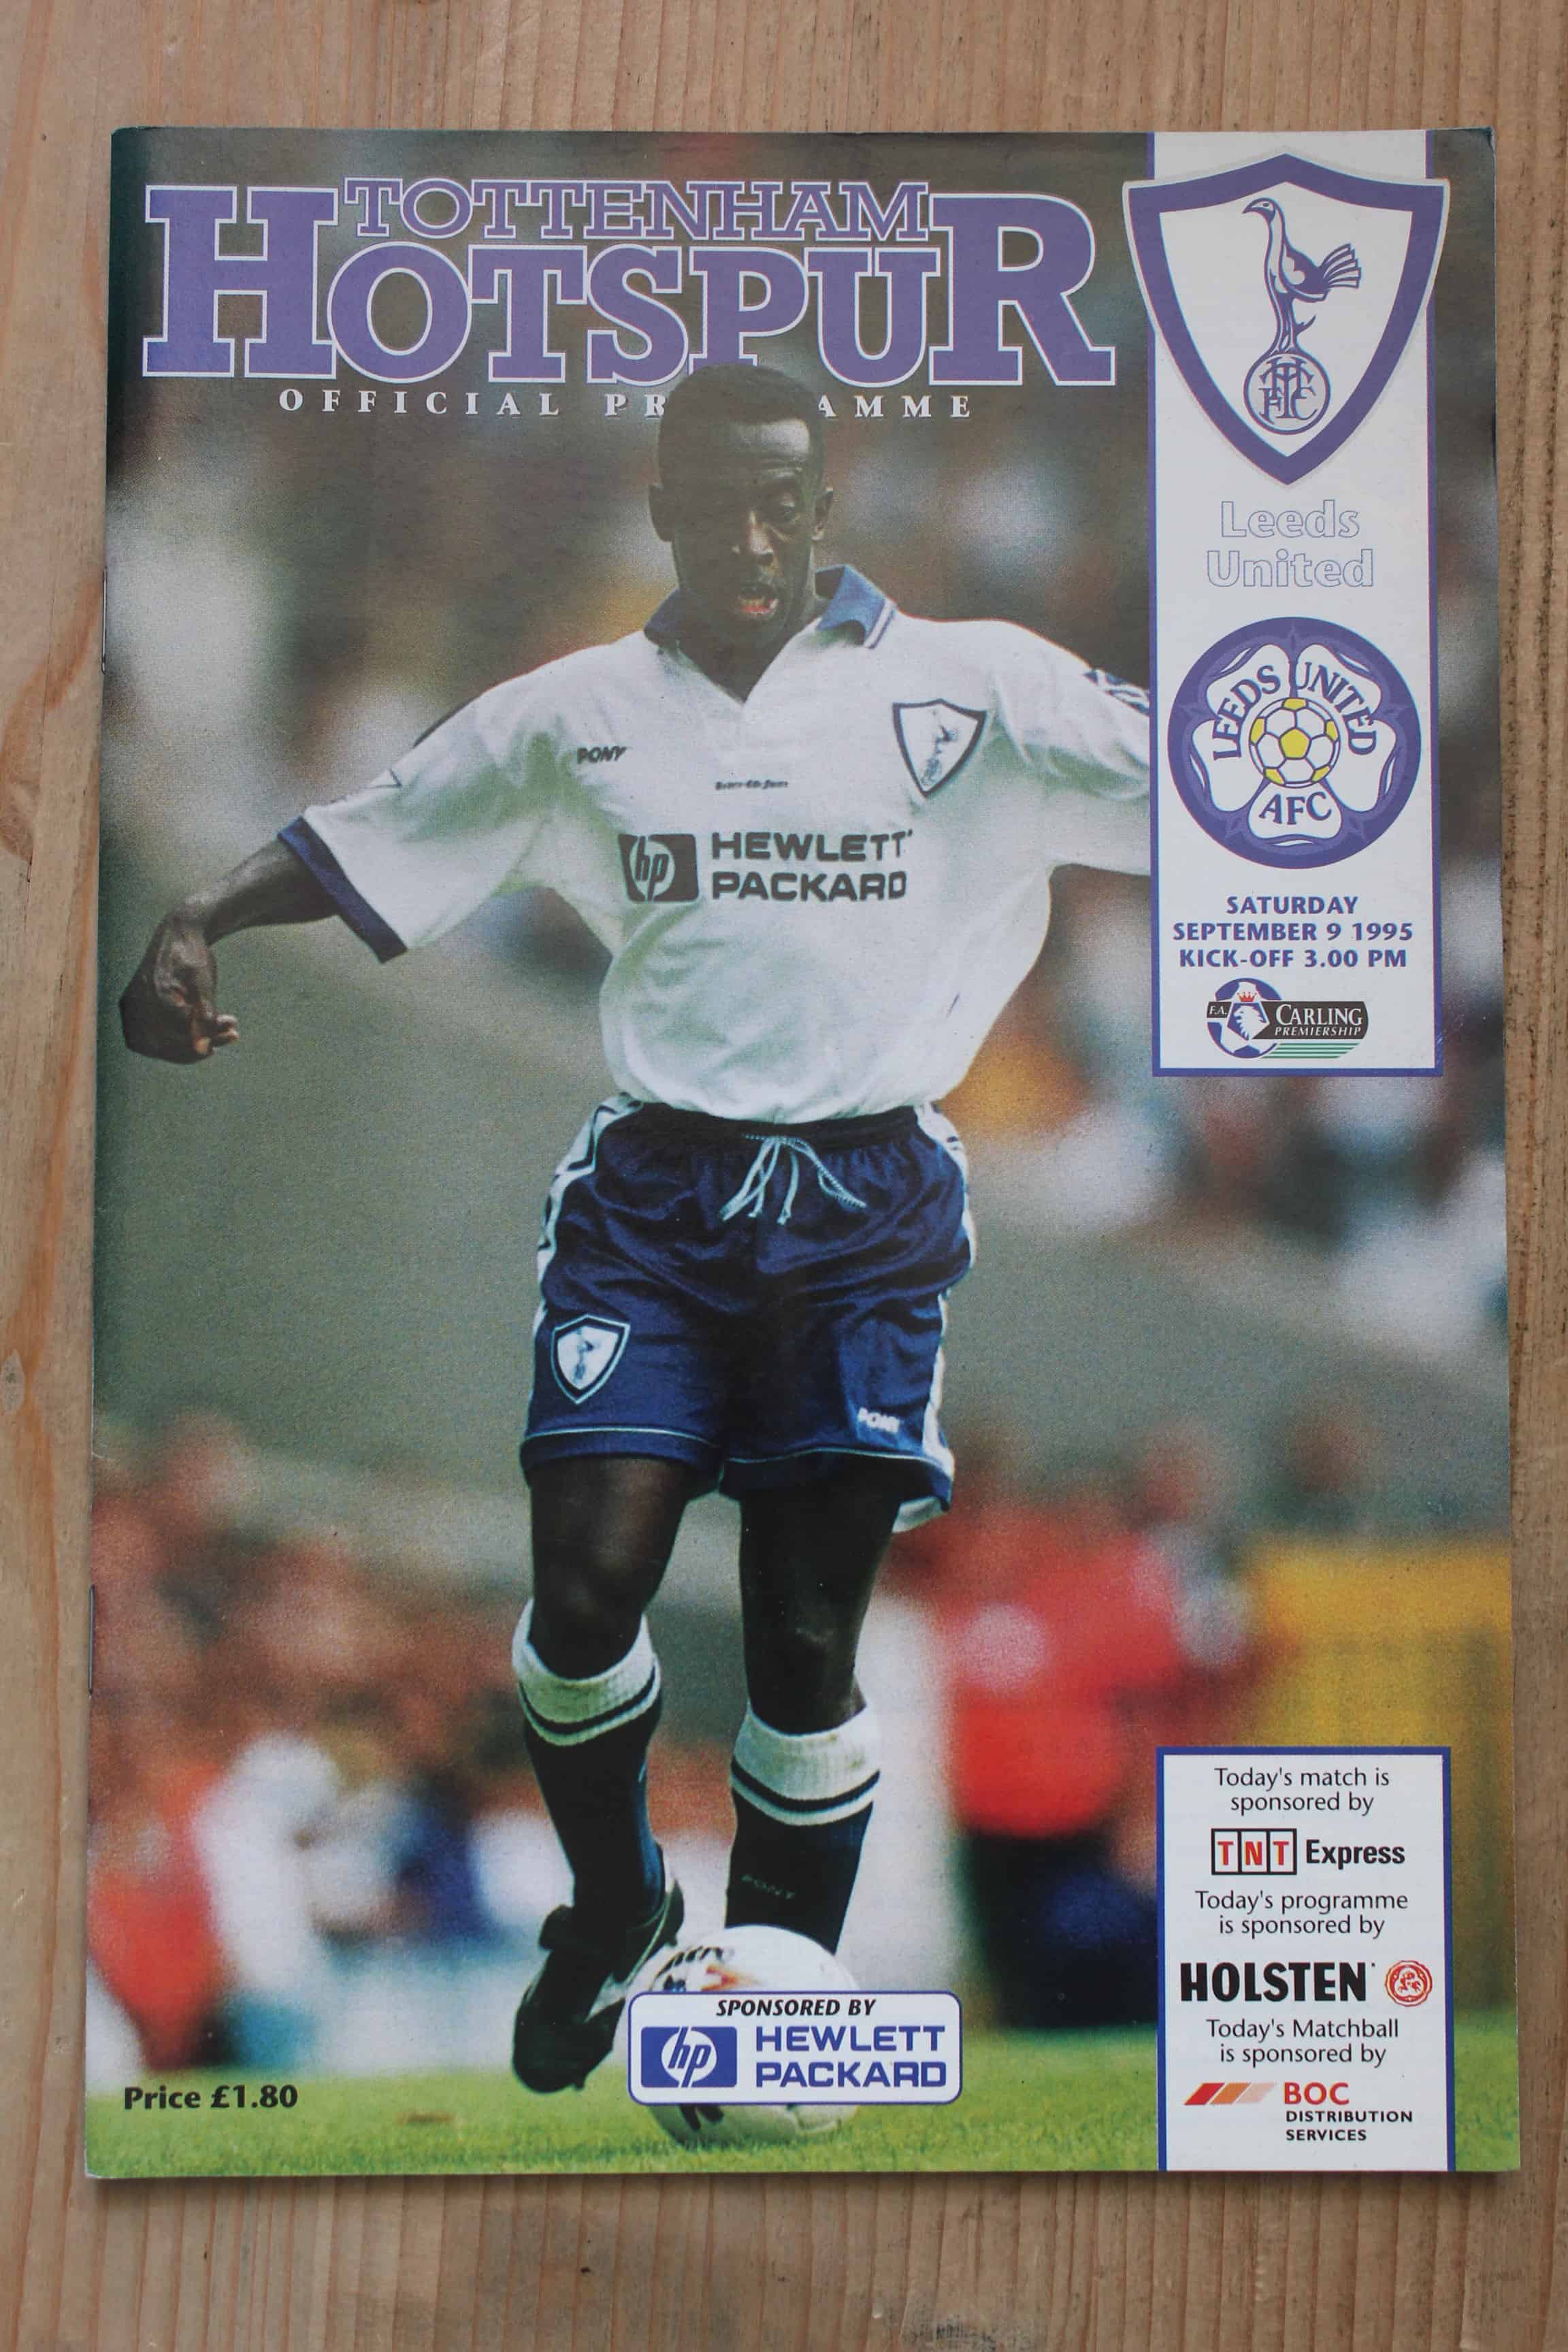 TOTTENHAM
HOTSPUR
OFFICIAL PR AMME
Leeds
United
LEEDS UNITED
AFC
SATURDAY
SEPTEMBER 9 1995
KICK-OFF 3.00 PM
F.A. CARLING
PREMIERSHIP
PONY
hp HEWLETT
PACKARD
PONY
PONY
Today's match is
sponsored by
TNT Express
Today's programme
is sponsored by
HOLSTEN
Today's Matchball
is sponsored by
BOC
DISTRIBUTION
SERVICES
SPONSORED BY
hp HEWLETT
PACKARD
Price £1.80